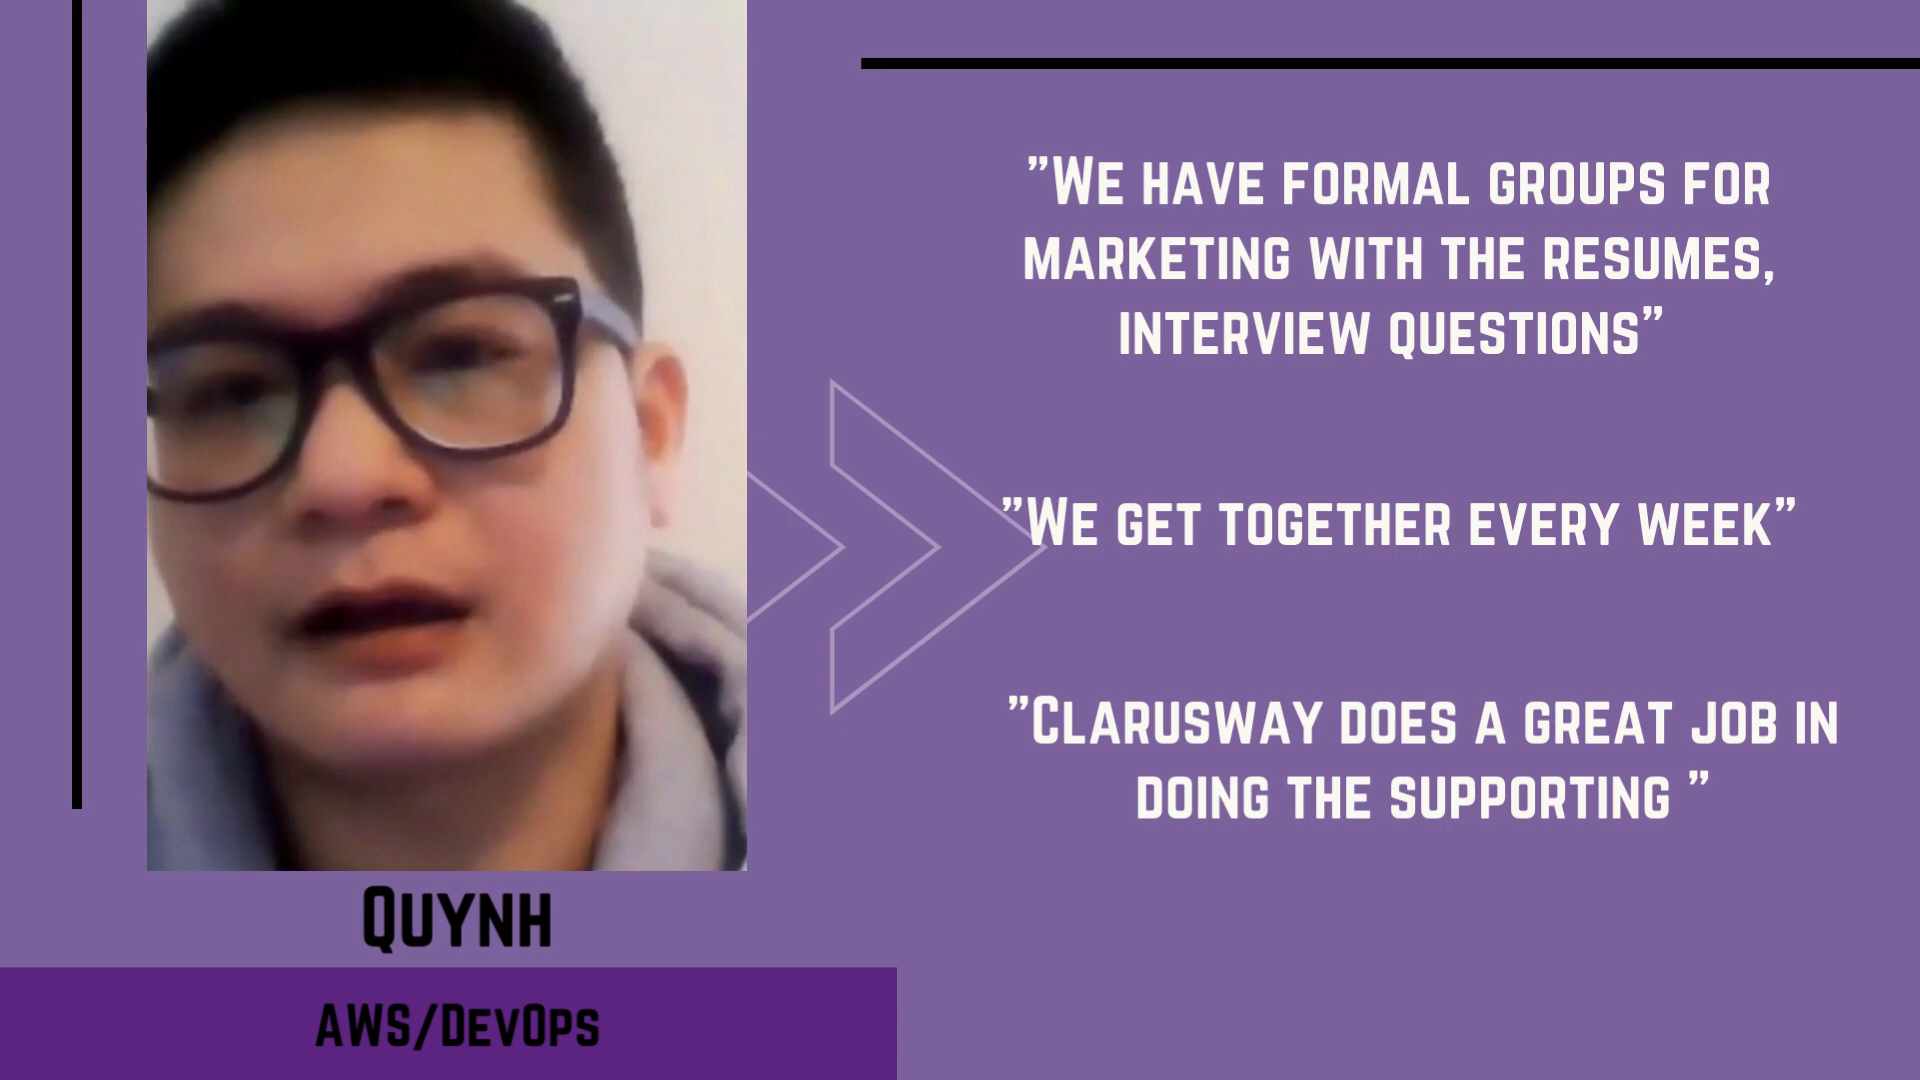 "We have formal groups for
marketing with the resumes,
interview questions"
"We get together every week"
"Clarusway does a great job in
doing the supporting "
Quynh
AWS/DevOps